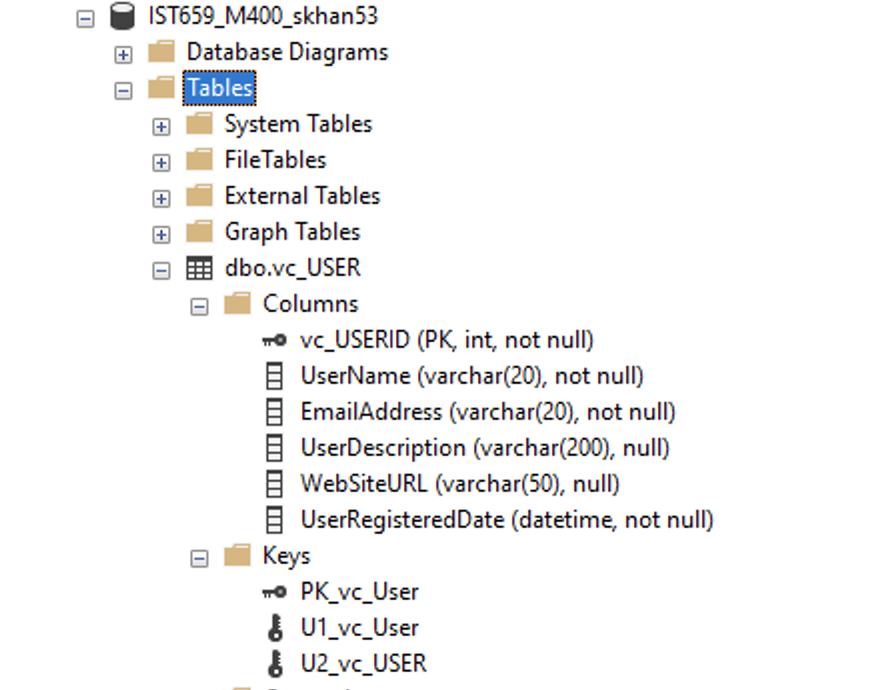 IST659_M400_skhan53
Database Diagrams
Tables
System Tables
FileTables
External Tables
Graph Tables
dbo.vc_USER
Columns
vc_USERID (PK, int, not null)
UserName (varchar(20), not null)
EmailAddress (varchar(20), not null)
UserDescription (varchar(200), null)
WebSiteURL (varchar(50), null)
UserRegisteredDate (datetime, not null)
Keys
PK_vc_User
U1_vc_User
U2_vc_USER